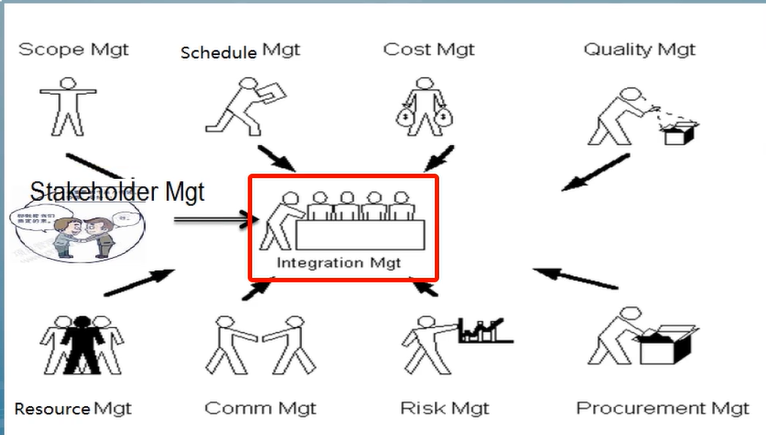 Scope Mgt
Schedule Mgt
Cost Mgt
Quality Mgt
Stakeholder Mgt
$
$
Integration Mgt
Resource Mgt
Comm Mgt
Risk Mgt
Procurement Mgt